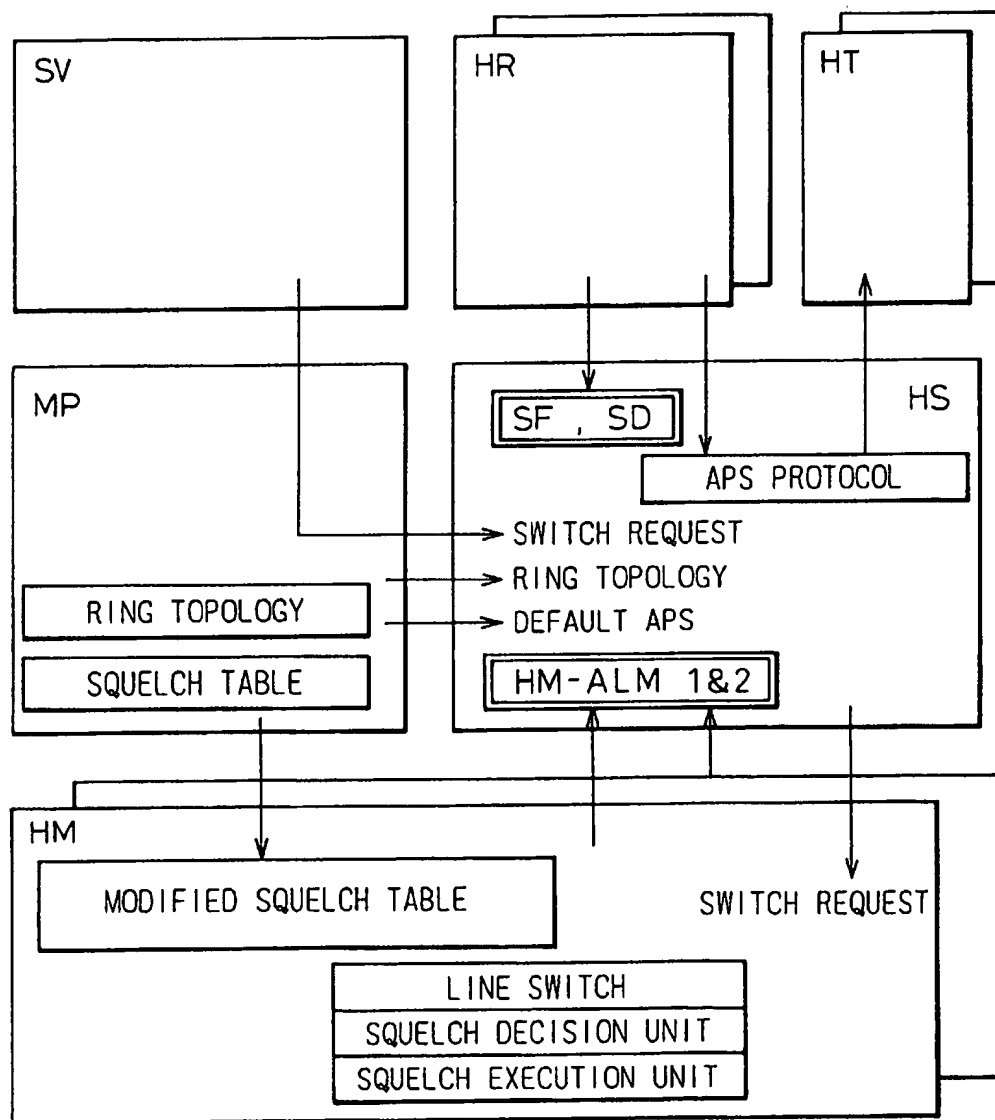 SV
HR
HT
MP
HS
SF , SD
APS PROTOCOL
SWITCH REQUEST
RING TOPOLOGY
DEFAULT APS
RING TOPOLOGY
SQUELCH TABLE
HM-ALM 1&2
HM
MODIFIED SQUELCH TABLE
SWITCH REQUEST
LINE SWITCH
SQUELCH DECISION UNIT
SQUELCH EXECUTION UNIT